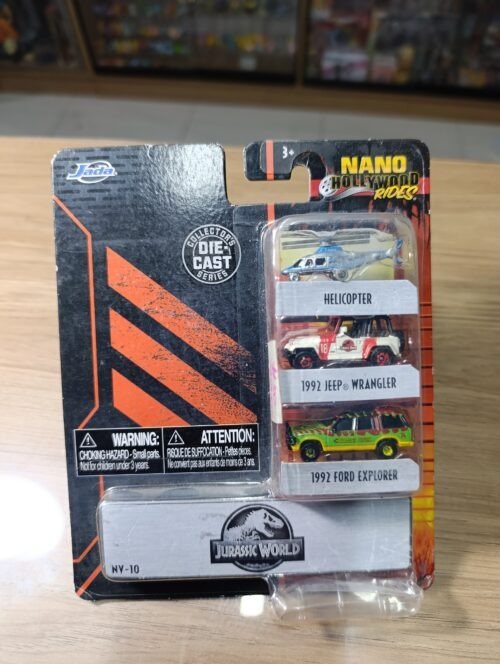 Jada
3+
NANO
HOLLYWOOD
RIDES
COLLECTOR'S
DIE-
CAST
SERIES
HELICOPTER
18
1992 JEEP® WRANGLER
1992 FORD EXPLORER
WARNING:
CHOKING HAZARD - Small parts.
Not for children under 3 years.
ATTENTION:
RISQUE DE SUFFOCATION - Petites pièces.
Ne convient pas aux enfants de moins de 3 ans.
JURASSIC WORLD
NV-10